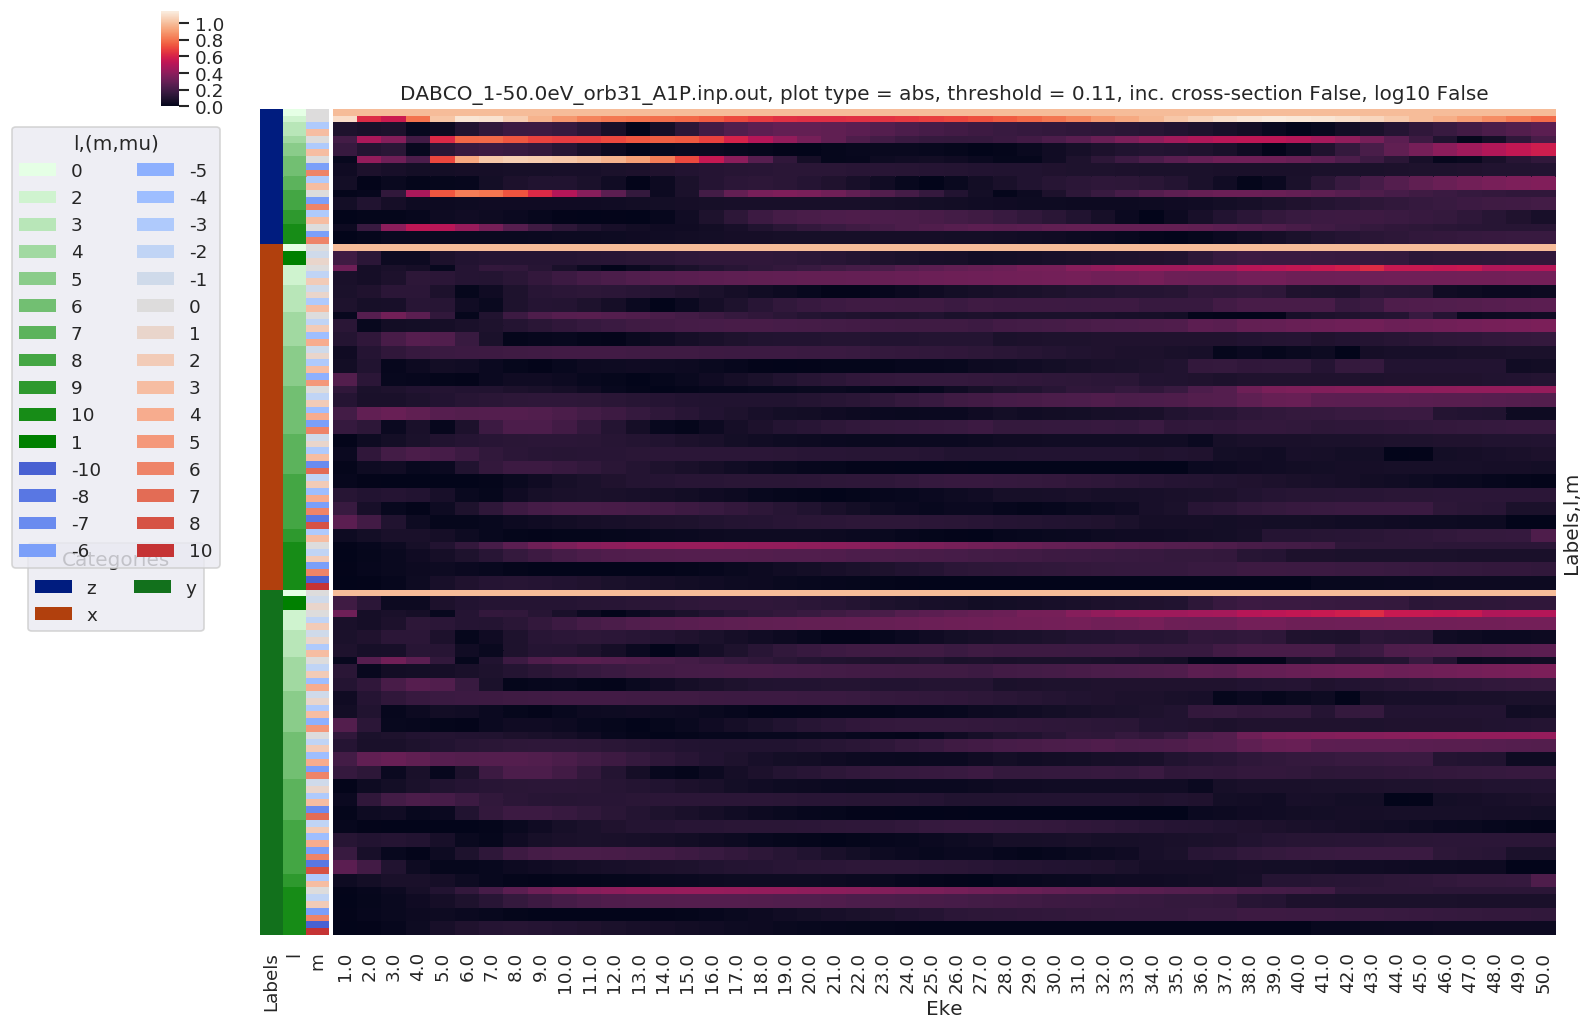 1.0
0.8
0.6
0.4
0.2
0.0
DABCO_1-50.0eV_orb31_A1P.inp.out, plot type = abs, threshold = 0.11, inc. cross-section False, log10 False
l,(m,mu)
0 -5
2 -4
3 -3
4 -2
5 -1
6 0
7 1
8 2
9 3
10 4
1 5
-10 6
-8 7
-7 8
-6 10
Categories
z y
x
Labels,l,m
Labels l m 1.0 2.0 3.0 4.0 5.0 6.0 7.0 8.0 9.0 10.0 11.0 12.0 13.0 14.0 15.0 16.0 17.0 18.0 19.0 20.0 21.0 22.0 23.0 24.0 25.0 26.0 27.0 28.0 29.0 30.0 31.0 32.0 33.0 34.0 35.0 36.0 37.0 38.0 39.0 40.0 41.0 42.0 43.0 44.0 45.0 46.0 47.0 48.0 49.0 50.0
Eke